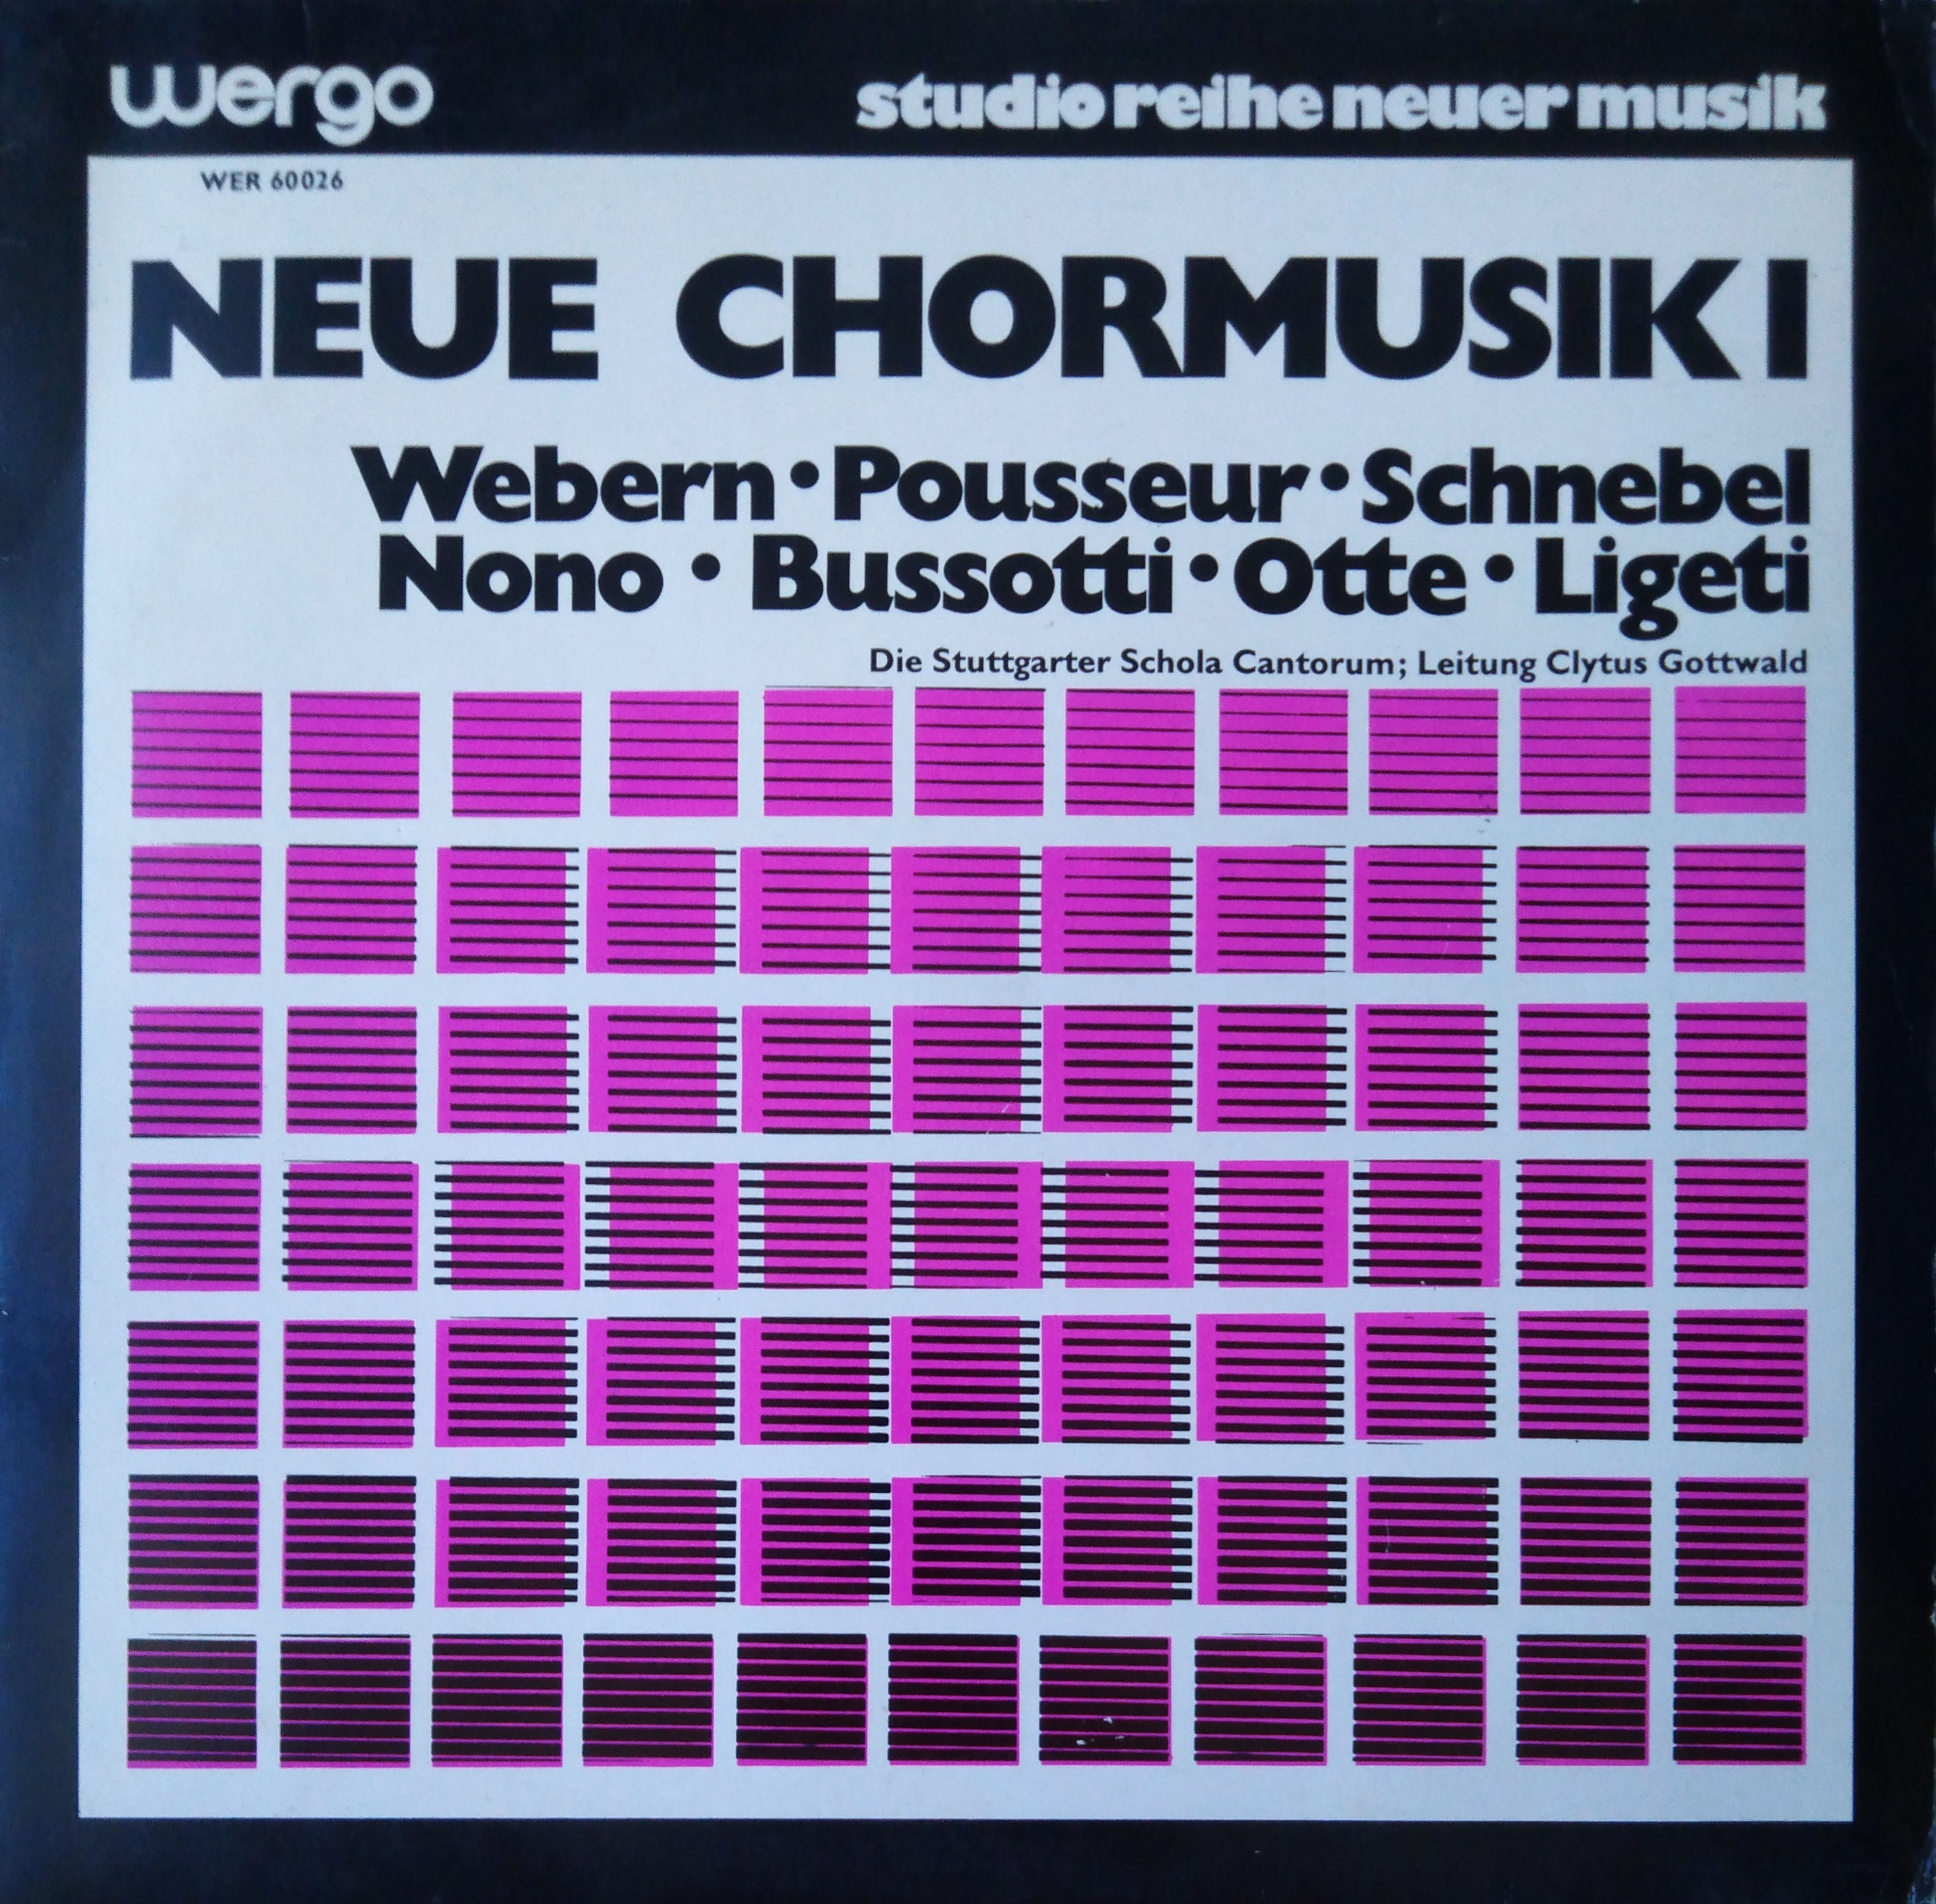 wergo
studio reihe neuer musik
WER 60026
NEUE CHORMUSIK I
Webern • Pousseur • Schnebel
Nono • Bussotti • Otte • Ligeti
Die Stuttgarter Schola Cantorum; Leitung Clytus Gottwald